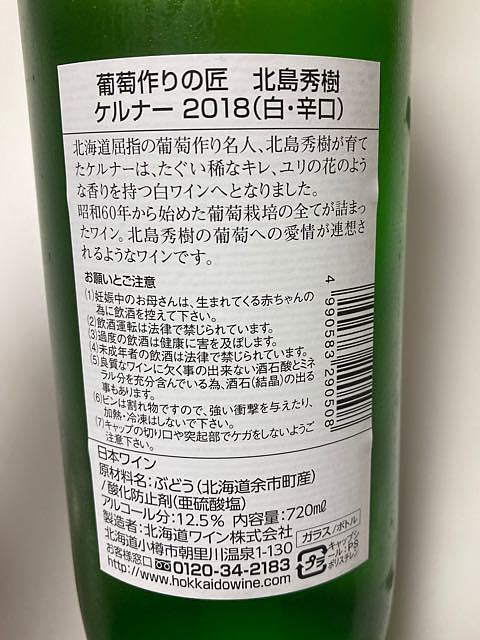 葡萄作りの匠　北島秀樹
ケルナー 2018(白・辛口)
北海道屈指の葡萄作り名人、北島秀樹が育て
たケルナーは、たぐい稀なキレ、ユリの花のよう
な香りを持つ白ワインへとなりました。
昭和60年から始めた葡萄栽培の全てが詰まっ
たワイン。北島秀樹の葡萄への愛情が連想さ
れるようなワインです。
お願いとご注意
(1)妊娠中のお母さんは、生まれてくる赤ちゃんの
為に飲酒を控えて下さい。
(2)飲酒運転は法律で禁じられています。
(3)過度の飲酒は健康に害を及ぼします。
(4)未成年者の飲酒は法律で禁じられています。
(5)良質なワインに欠く事の出来ない酒石酸とミネ
ラル分を充分含んでいる為、酒石(結晶)の出る
事もあります。
(6)ビンは割れ物ですので、強い衝撃を与えたり、
加熱・冷凍はしないで下さい。
(7)キャップの切り口や突起部でケガをしないようご
注意下さい。
4 990583 290508
日本ワイン
原材料名:ぶどう(北海道余市町産)
/酸化防止剤(亜硫酸塩)
アルコール分:12.5% 内容量:720mℓ
製造者:北海道ワイン株式会社
北海道小樽市朝里川温泉1-130
お客様窓口 0120-34-2183
http://www.hokkaidowine.com/
ガラス/ボトル
プラ
キャップシ
ール:PS
ポリスチレン